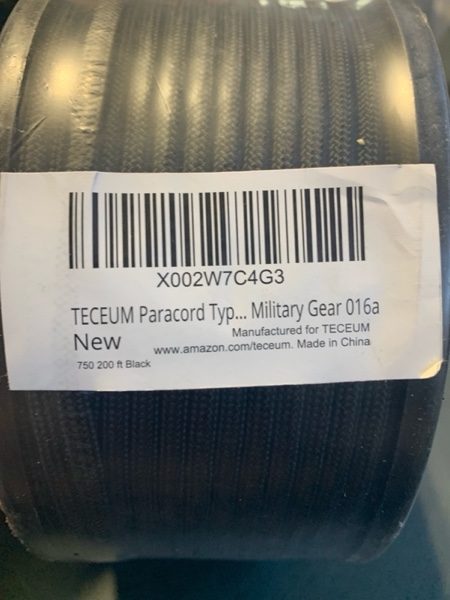 X002W7C4G3
TECEUM Paracord Typ... Military Gear 016a
New
Manufactured for TECEUM
www.amazon.com/teceum. Made in China
750 200 ft Black